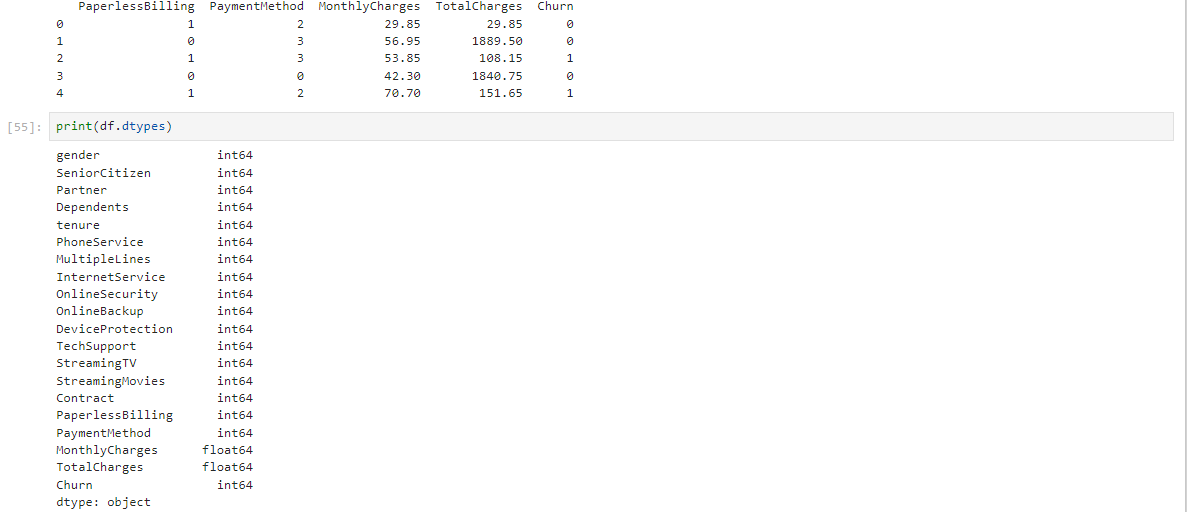 PaperlessBilling PaymentMethod MonthlyCharges TotalCharges Churn
0 1 2 29.85 29.85 0
1 0 3 56.95 1889.50 0
2 1 3 53.85 108.15 1
3 0 0 42.30 1840.75 0
4 1 2 70.70 151.65 1
[55]: print(df.dtypes)
gender int64
SeniorCitizen int64
Partner int64
Dependents int64
tenure int64
PhoneService int64
MultipleLines int64
InternetService int64
OnlineSecurity int64
OnlineBackup int64
DeviceProtection int64
TechSupport int64
StreamingTV int64
StreamingMovies int64
Contract int64
PaperlessBilling int64
PaymentMethod int64
MonthlyCharges float64
TotalCharges float64
Churn int64
dtype: object